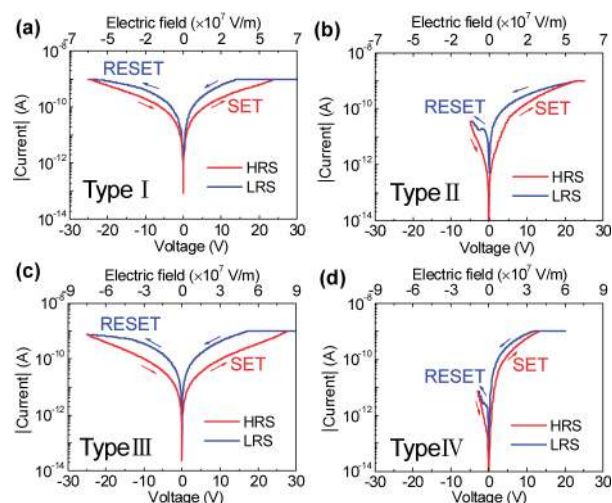 Electric field (×10⁷ V/m)
-7 -5 -2 0 2 5 7
(a)
10⁻⁶
10⁻⁸
10⁻¹⁰
10⁻¹²
10⁻¹⁴
|Current| (A)
RESET
SET
HRS
LRS
Type Ⅰ
-30 -20 -10 0 10 20 30
Voltage (V)
Electric field (×10⁷ V/m)
-7 -5 -2 0 2 5 7
(b)
10⁻⁶
10⁻⁸
10⁻¹⁰
10⁻¹²
10⁻¹⁴
|Current| (A)
RESET
SET
HRS
LRS
Type Ⅱ
-30 -20 -10 0 10 20 30
Voltage (V)
Electric field (×10⁷ V/m)
-9 -6 -3 0 3 6 9
(c)
10⁻⁸
10⁻¹⁰
10⁻¹²
10⁻¹⁴
|Current| (A)
RESET
SET
HRS
LRS
Type Ⅲ
-30 -20 -10 0 10 20 30
Voltage (V)
Electric field (×10⁷ V/m)
-9 -6 -3 0 3 6 9
(d)
10⁻⁸
10⁻¹⁰
10⁻¹²
10⁻¹⁴
|Current| (A)
RESET
SET
HRS
LRS
Type Ⅳ
-30 -20 -10 0 10 20 30
Voltage (V)